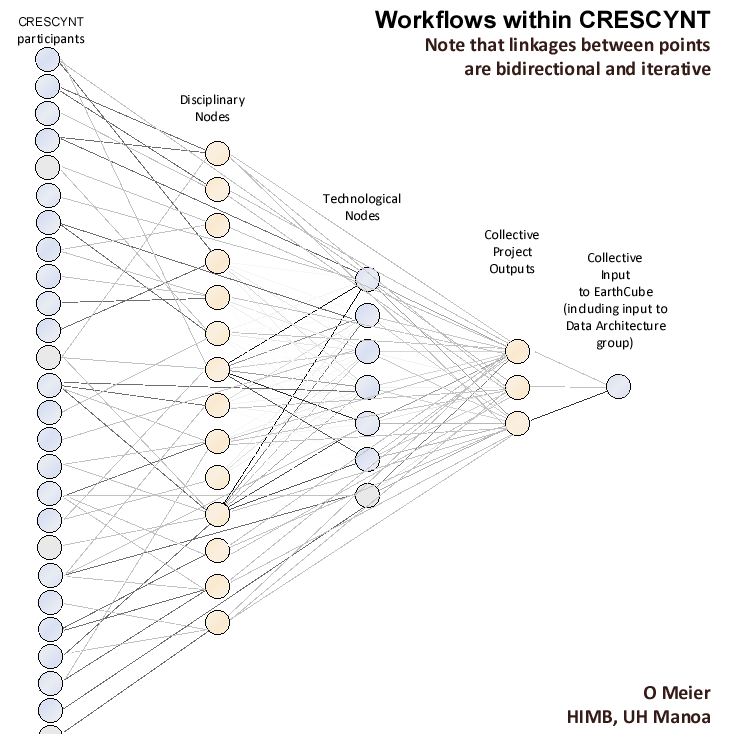 Workflows within CRESCYNT
Note that linkages between points
are bidirectional and iterative
CRESCYNT
participants
Disciplinary
Nodes
Technological
Nodes
Collective
Project
Outputs
Collective
Input
to EarthCube
(including input to
Data Architecture
group)
O Meier
HIMB, UH Manoa